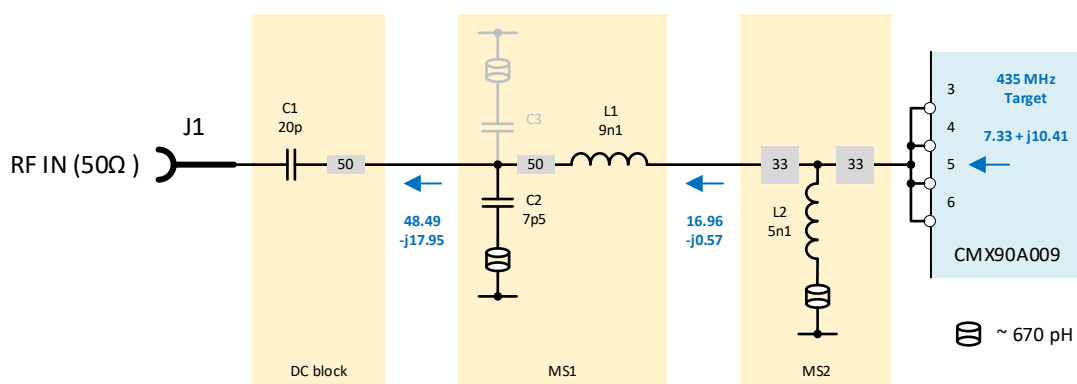 J1
RF IN (50Ω )
C1
20p
50
48.49
-j17.95
DC block
C3
50
L1
9n1
C2
7p5
16.96
-j0.57
MS1
33
33
L2
5n1
MS2
3
4
5
6
435 MHz
Target
7.33 + j10.41
CMX90A009
~ 670 pH